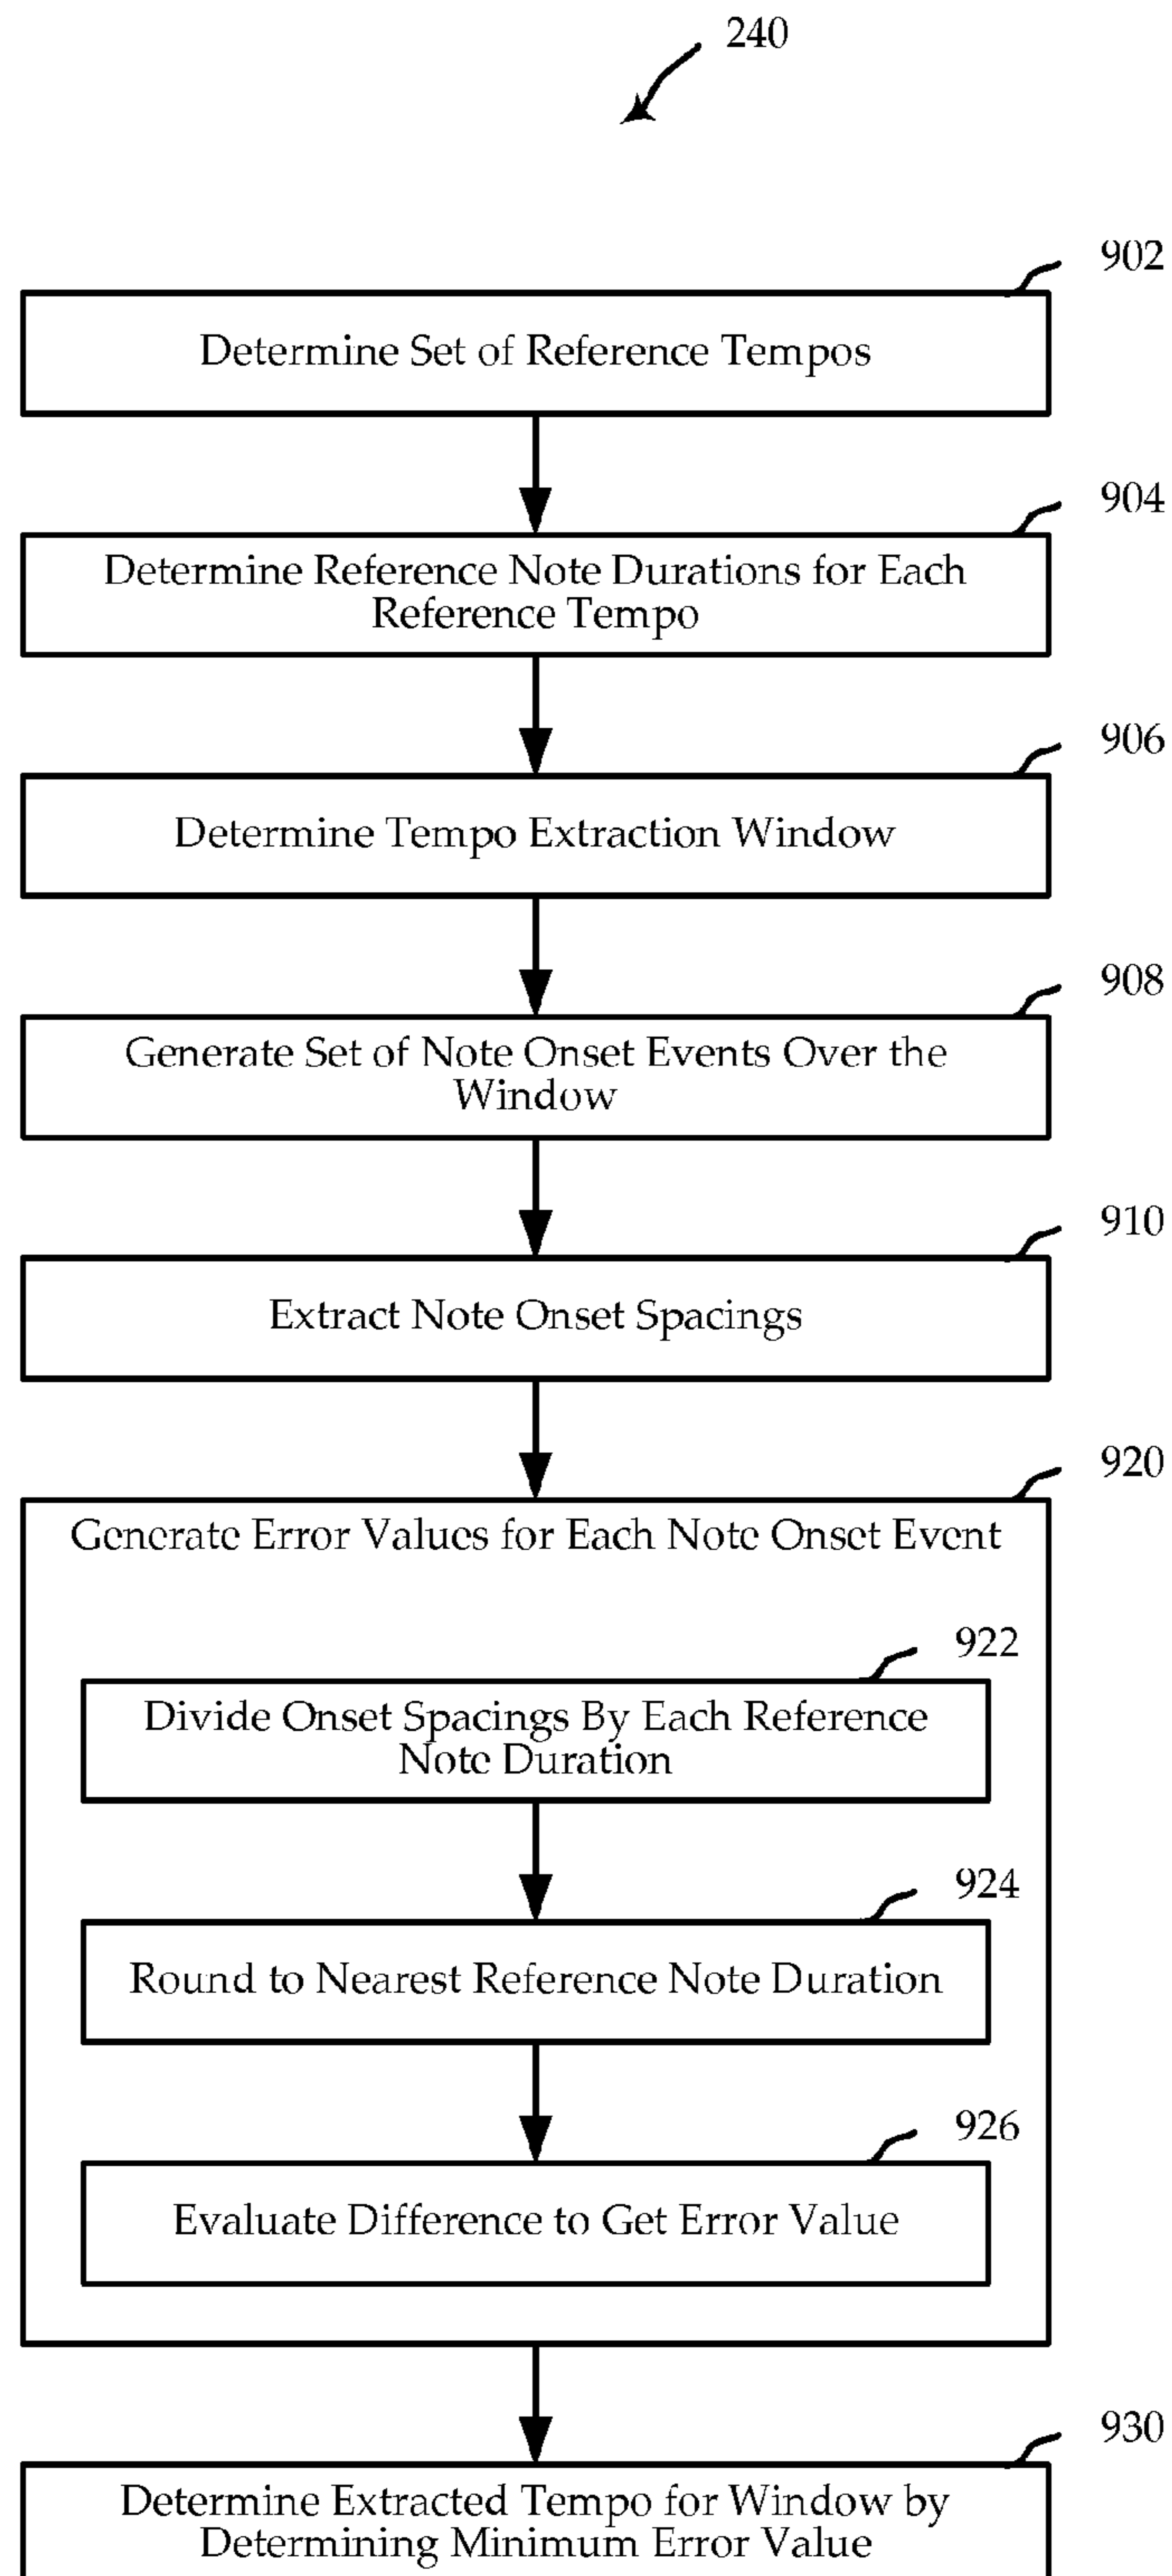 240
902
Determine Set of Reference Tempos
904
Determine Reference Note Durations for Each
Reference Tempo
906
Determine Tempo Extraction Window
908
Generate Set of Note Onset Events Over the
Window
910
Extract Note Onset Spacings
920
Generate Error Values for Each Note Onset Event
922
Divide Onset Spacings By Each Reference
Note Duration
924
Round to Nearest Reference Note Duration
926
Evaluate Difference to Get Error Value
930
Determine Extracted Tempo for Window by
Determining Minimum Error Value